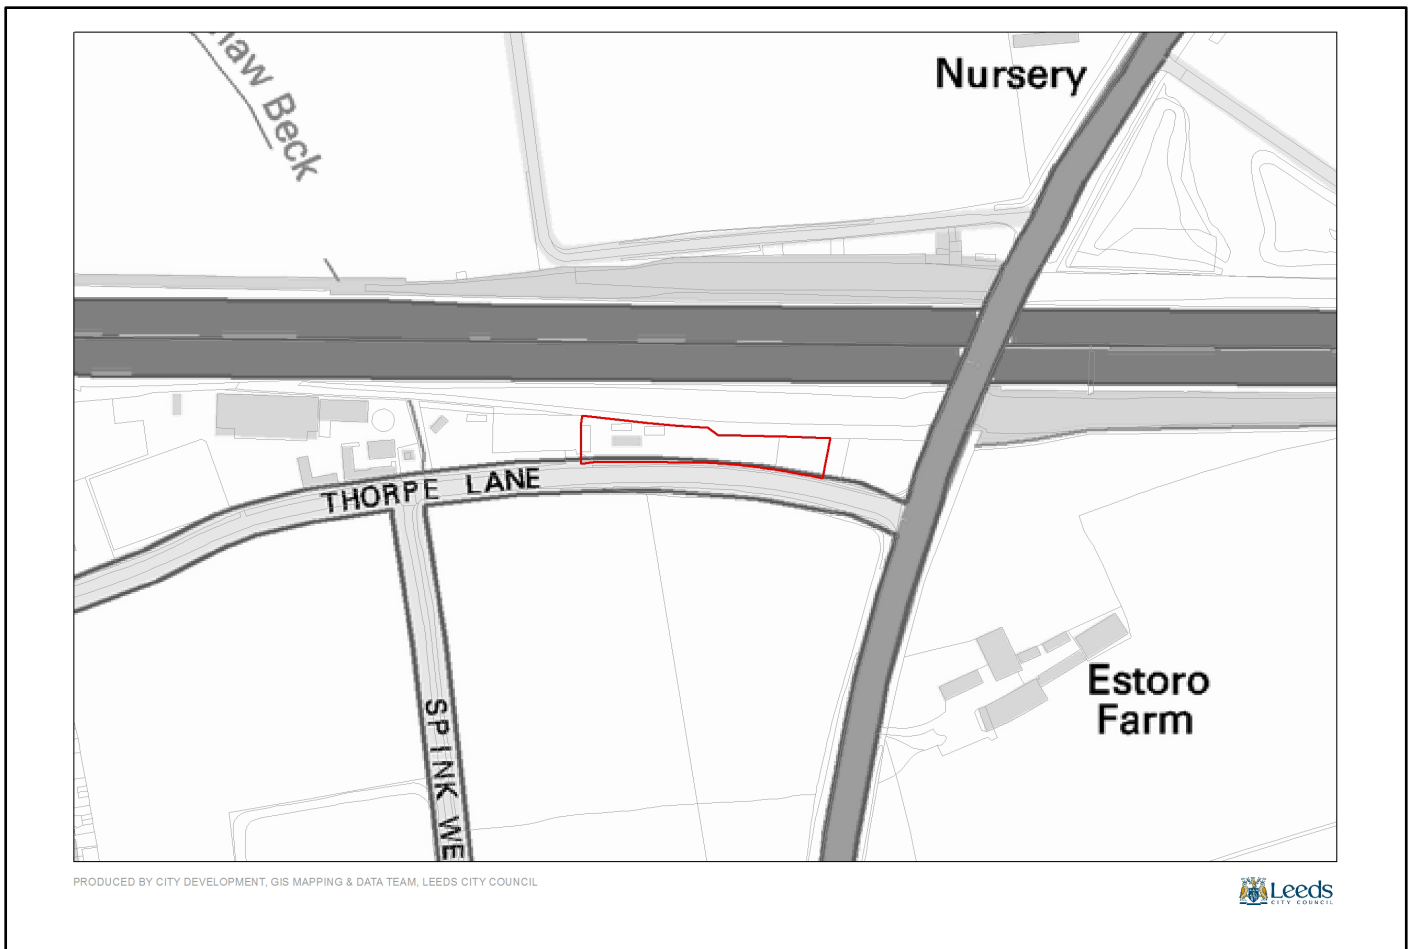 Beck
Nursery
THORPE LANE
Estoro
Farm
SPINK WE
PRODUCED BY CITY DEVELOPMENT, GIS MAPPING & DATA TEAM, LEEDS CITY COUNCIL
Leeds
CITY COUNCIL